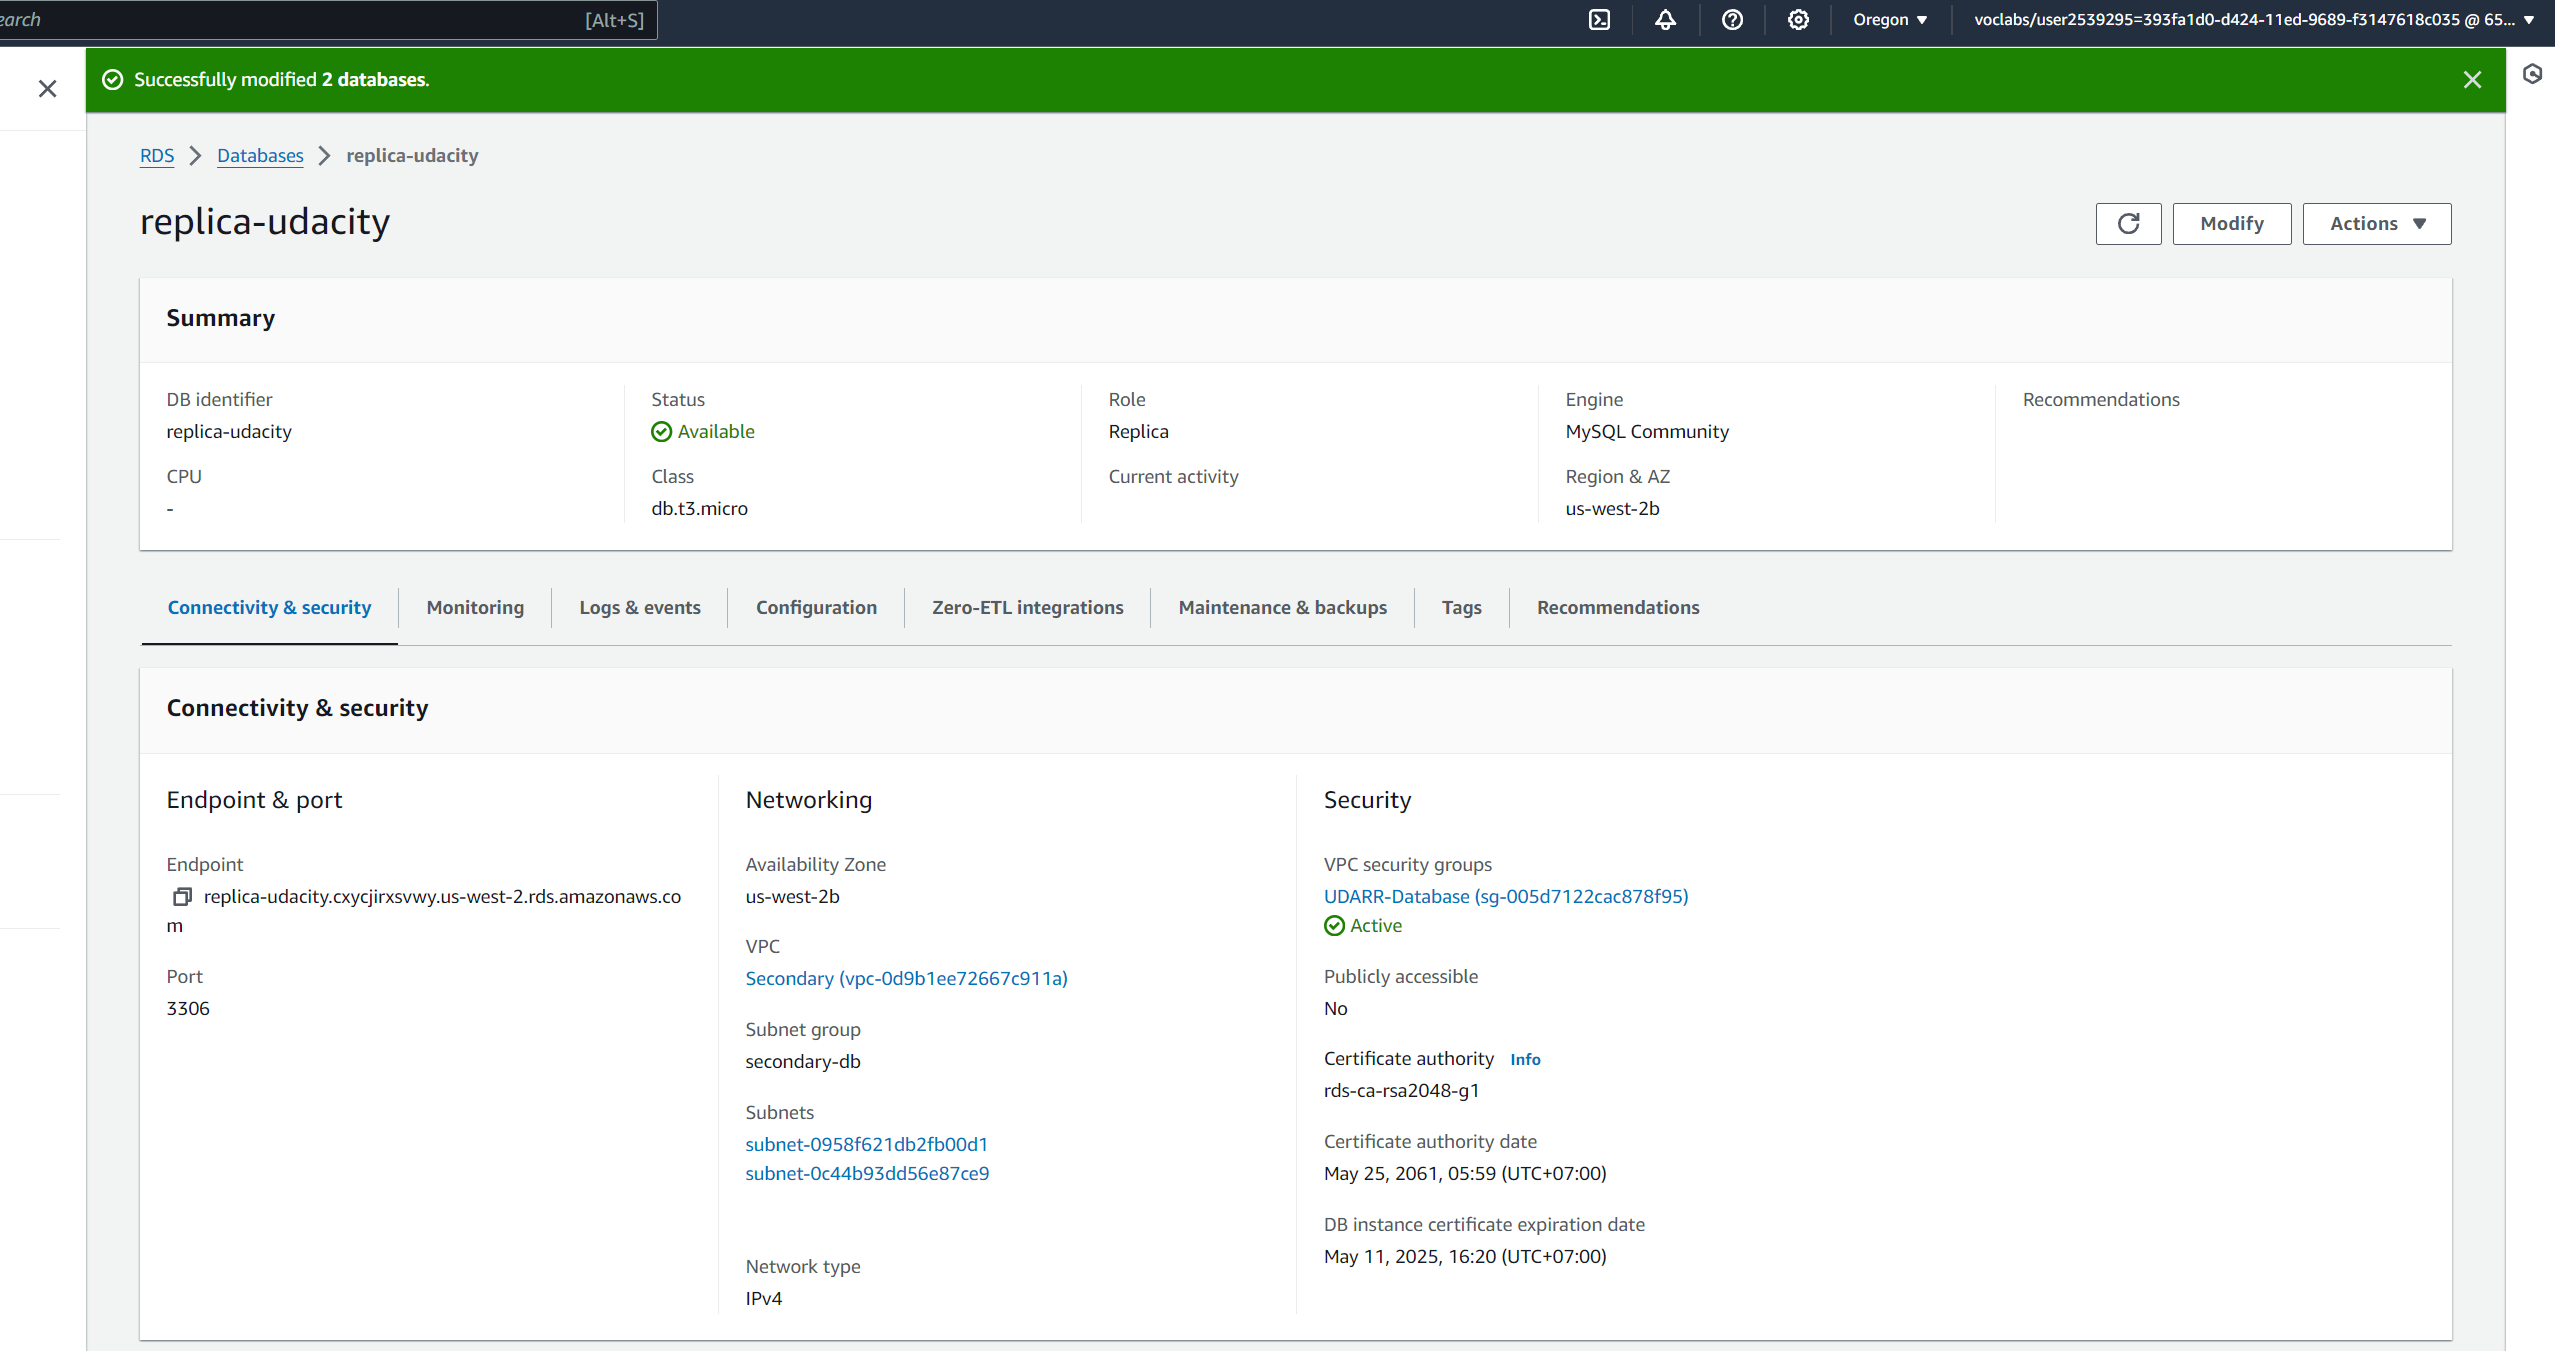 earch [Alt+S] Oregon voclabs/user2539295=393fa1d0-d424-11ed-9689-f3147618c035 @ 65...
Successfully modified 2 databases.
RDS Databases replica-udacity
replica-udacity
Modify Actions
Summary
DB identifier
replica-udacity
CPU
-
Status
Available
Class
db.t3.micro
Role
Replica
Current activity
Engine
MySQL Community
Region & AZ
us-west-2b
Recommendations
Connectivity & security Monitoring Logs & events Configuration Zero-ETL integrations Maintenance & backups Tags Recommendations
Connectivity & security
Endpoint & port
Endpoint
replica-udacity.cxycjirxsvwy.us-west-2.rds.amazonaws.co
m
Port
3306
Networking
Availability Zone
us-west-2b
VPC
Secondary (vpc-0d9b1ee72667c911a)
Subnet group
secondary-db
Subnets
subnet-0958f621db2fb00d1
subnet-0c44b93dd56e87ce9
Network type
IPv4
Security
VPC security groups
UDARR-Database (sg-005d7122cac878f95)
Active
Publicly accessible
No
Certificate authority Info
rds-ca-rsa2048-g1
Certificate authority date
May 25, 2061, 05:59 (UTC+07:00)
DB instance certificate expiration date
May 11, 2025, 16:20 (UTC+07:00)